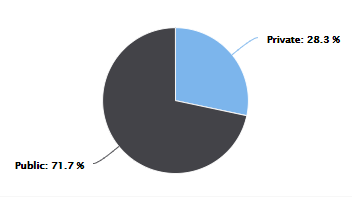 Private: 28.3 %
Public: 71.7 %